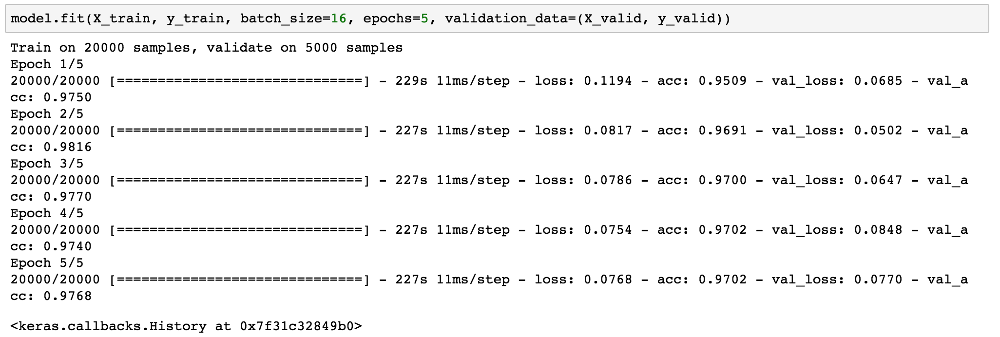 model.fit(X_train, y_train, batch_size=16, epochs=5, validation_data=(X_valid, y_valid))
Train on 20000 samples, validate on 5000 samples
Epoch 1/5
20000/20000 [==============================] - 229s 11ms/step - loss: 0.1194 - acc: 0.9509 - val_loss: 0.0685 - val_a
cc: 0.9750
Epoch 2/5
20000/20000 [==============================] - 227s 11ms/step - loss: 0.0817 - acc: 0.9691 - val_loss: 0.0502 - val_a
cc: 0.9816
Epoch 3/5
20000/20000 [==============================] - 227s 11ms/step - loss: 0.0786 - acc: 0.9700 - val_loss: 0.0647 - val_a
cc: 0.9770
Epoch 4/5
20000/20000 [==============================] - 227s 11ms/step - loss: 0.0754 - acc: 0.9702 - val_loss: 0.0848 - val_a
cc: 0.9740
Epoch 5/5
20000/20000 [==============================] - 227s 11ms/step - loss: 0.0768 - acc: 0.9702 - val_loss: 0.0770 - val_a
cc: 0.9768
<keras.callbacks.History at 0x7f31c32849b0>